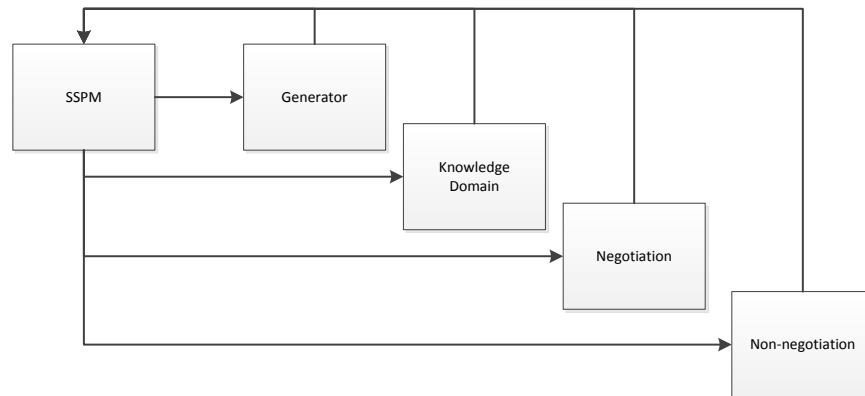 SSPM
Generator
Knowledge
Domain
Negotiation
Non-negotiation